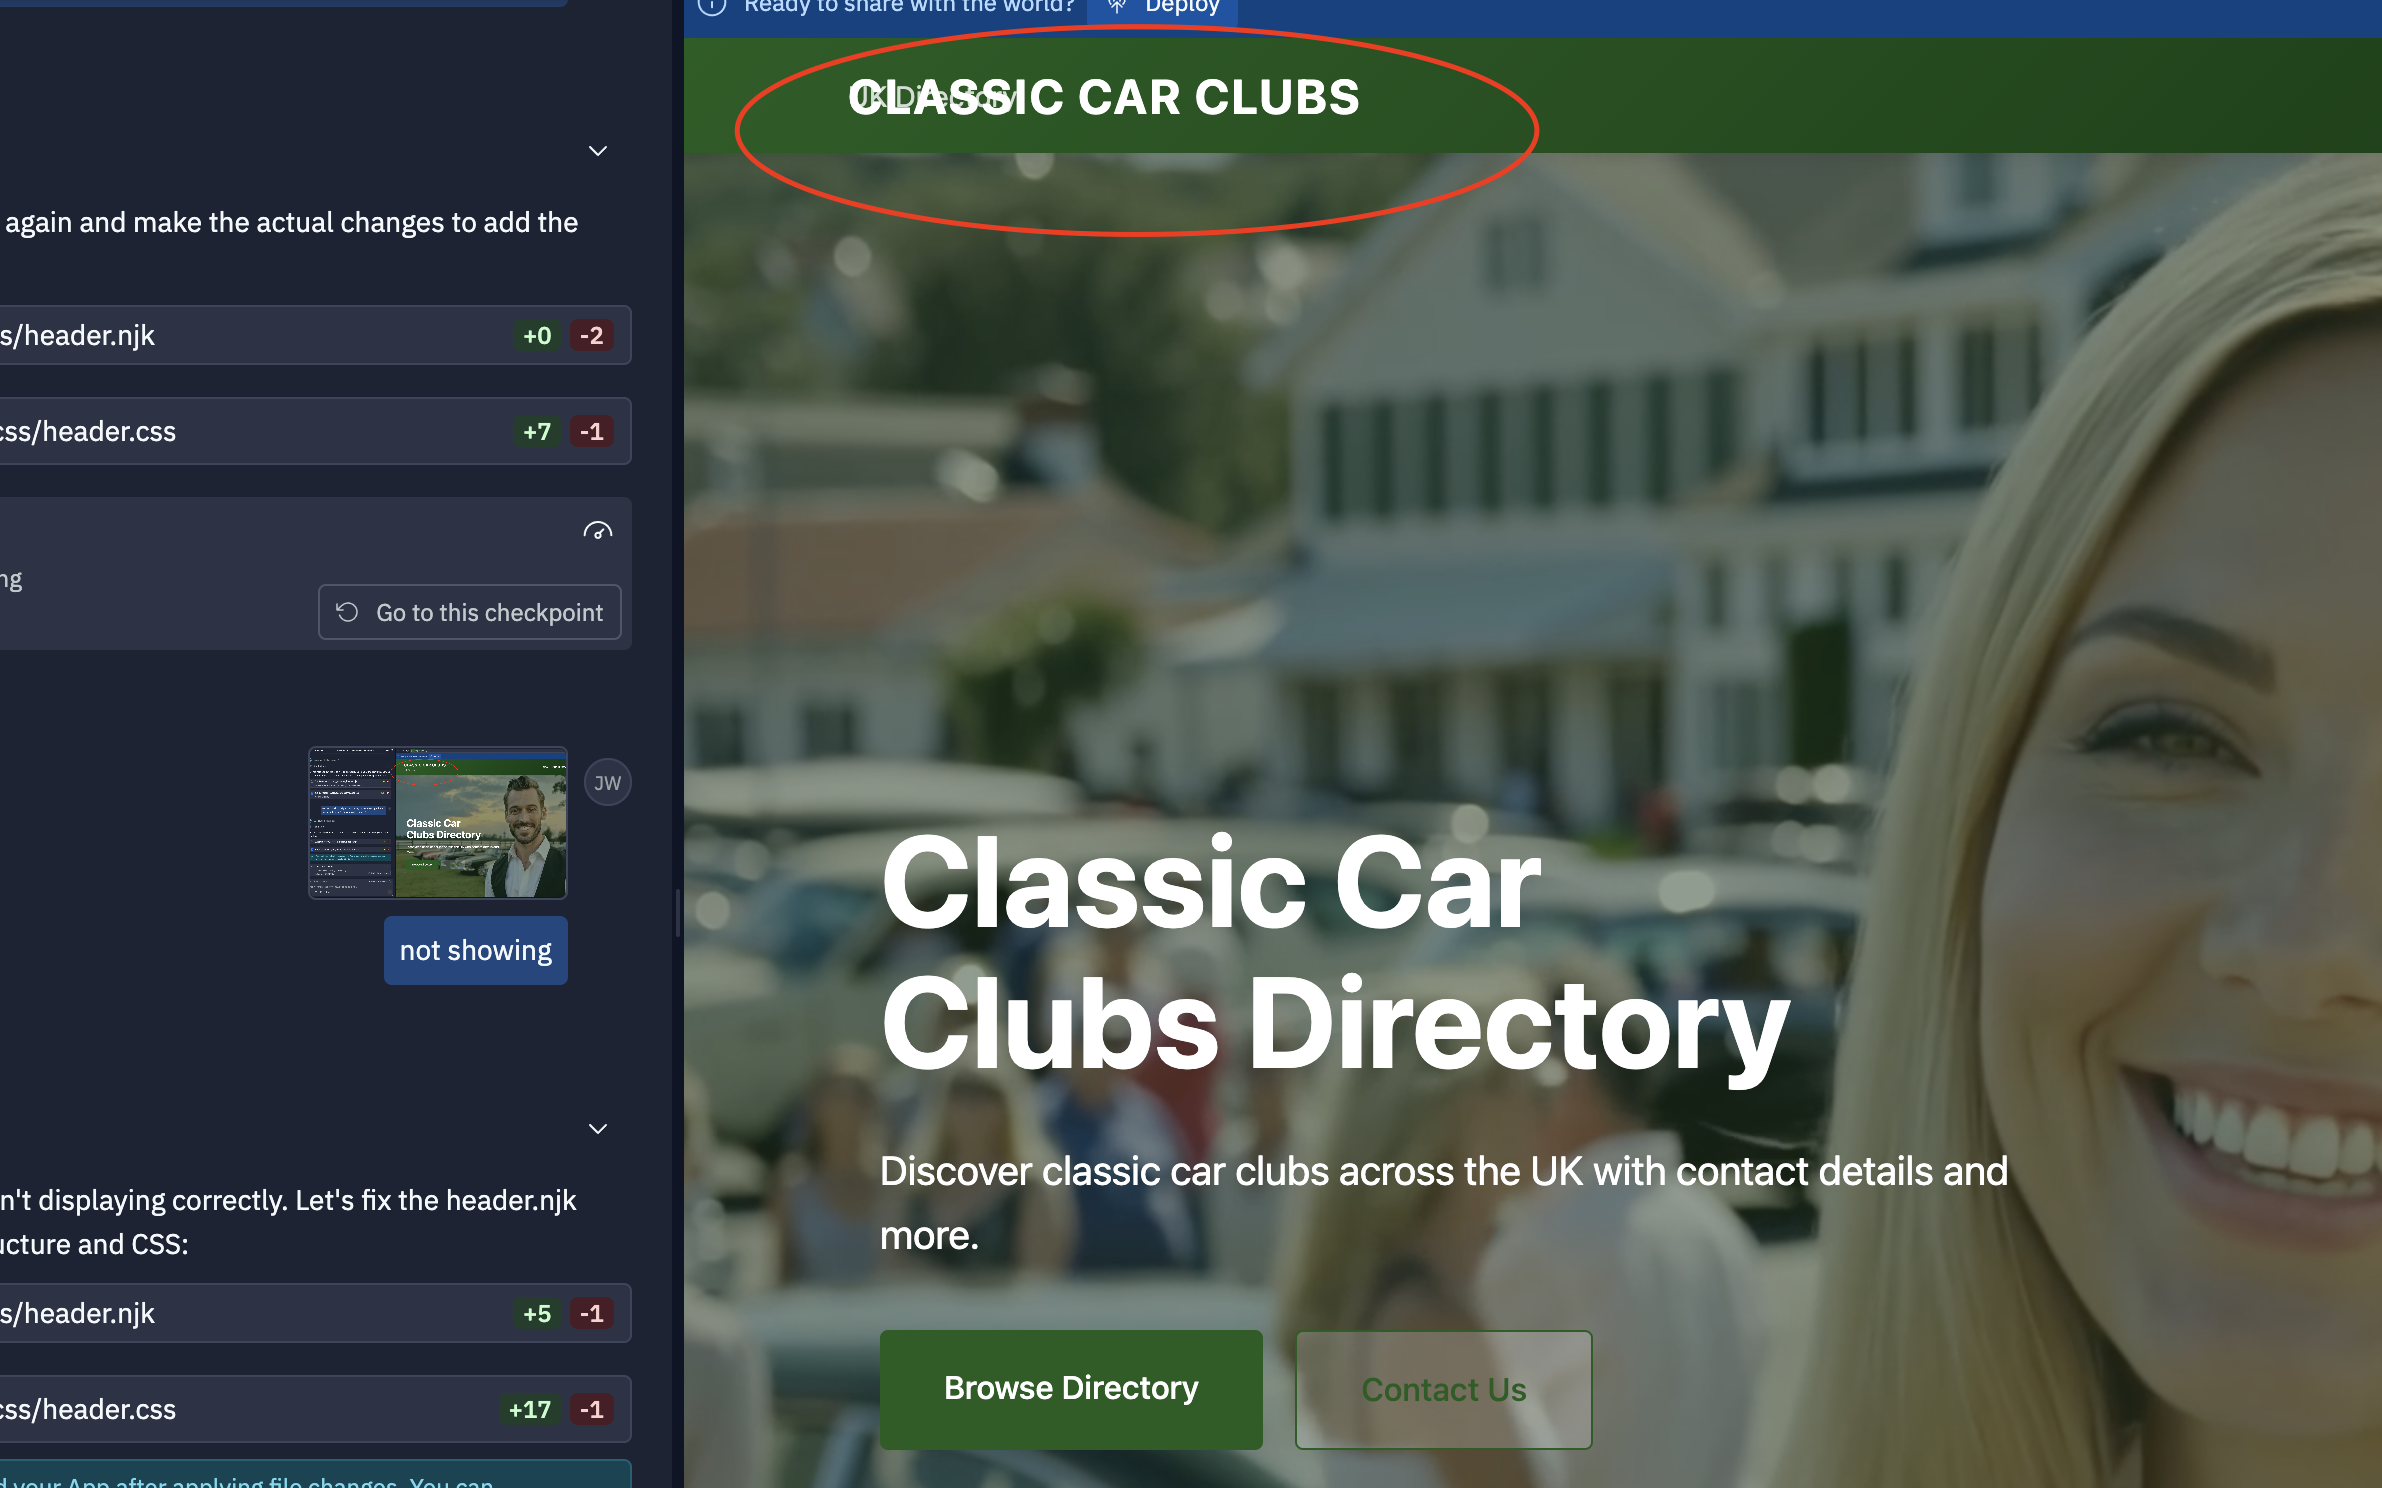 Ready to share with the world?
Deploy
again and make the actual changes to add the
s/header.njk
+0 -2
css/header.css
+7 -1
ng
Go to this checkpoint
JW
Classic Car
Clubs Directory
not showing
n't displaying correctly. Let's fix the header.njk
ucture and CSS:
s/header.njk
+5 -1
css/header.css
+17 -1
d your App after applying file changes. You can
CLASSIC CAR CLUBS
UK Directory
Classic Car
Clubs Directory
Discover classic car clubs across the UK with contact details and
more.
Browse Directory
Contact Us